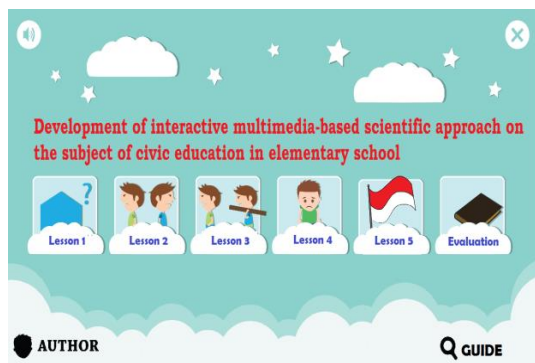 Development of interactive multimedia-based scientific approach on
the subject of civic education in elementary school
?
Lesson 1
Lesson 2
Lesson 3
Lesson 4
Lesson 5
Evaluation
AUTHOR
GUIDE